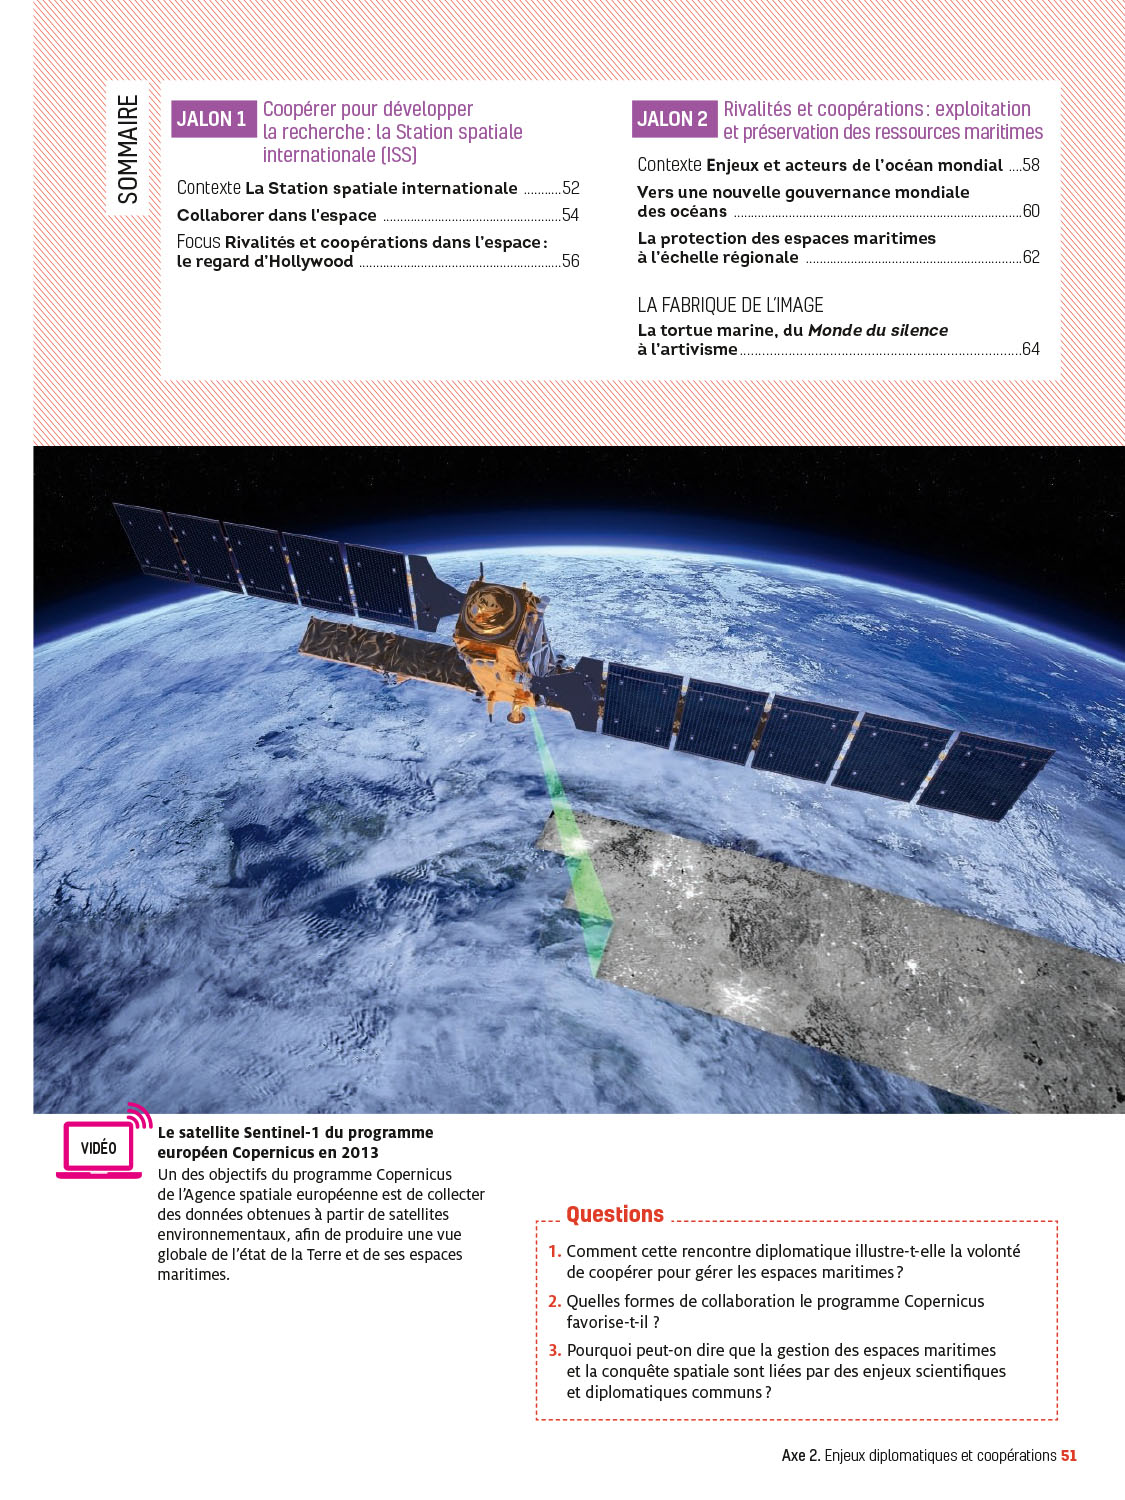 SOMMAIRE
JALON 1
Coopérer pour développer
la recherche : la Station spatiale
internationale (ISS)
Contexte La Station spatiale internationale ...........52
Collaborer dans l'espace ....................................................54
Focus Rivalités et coopérations dans l'espace :
le regard d'Hollywood ...........................................................56
JALON 2
Rivalités et coopérations : exploitation
et préservation des ressources maritimes
Contexte Enjeux et acteurs de l'océan mondial ....58
Vers une nouvelle gouvernance mondiale
des océans ....................................................................................60
La protection des espaces maritimes
à l'échelle régionale ...............................................................62
LA FABRIQUE DE L'IMAGE
La tortue marine, du Monde du silence
à l'artivisme...........................................................................64
VIDÉO
Le satellite Sentinel-1 du programme
européen Copernicus en 2013
Un des objectifs du programme Copernicus
de l'Agence spatiale européenne est de collecter
des données obtenues à partir de satellites
environnementaux, afin de produire une vue
globale de l'état de la Terre et de ses espaces
maritimes.
Questions
1. Comment cette rencontre diplomatique illustre-t-elle la volonté
de coopérer pour gérer les espaces maritimes ?
2. Quelles formes de collaboration le programme Copernicus
favorise-t-il ?
3. Pourquoi peut-on dire que la gestion des espaces maritimes
et la conquête spatiale sont liées par des enjeux scientifiques
et diplomatiques communs ?
Axe 2. Enjeux diplomatiques et coopérations 51